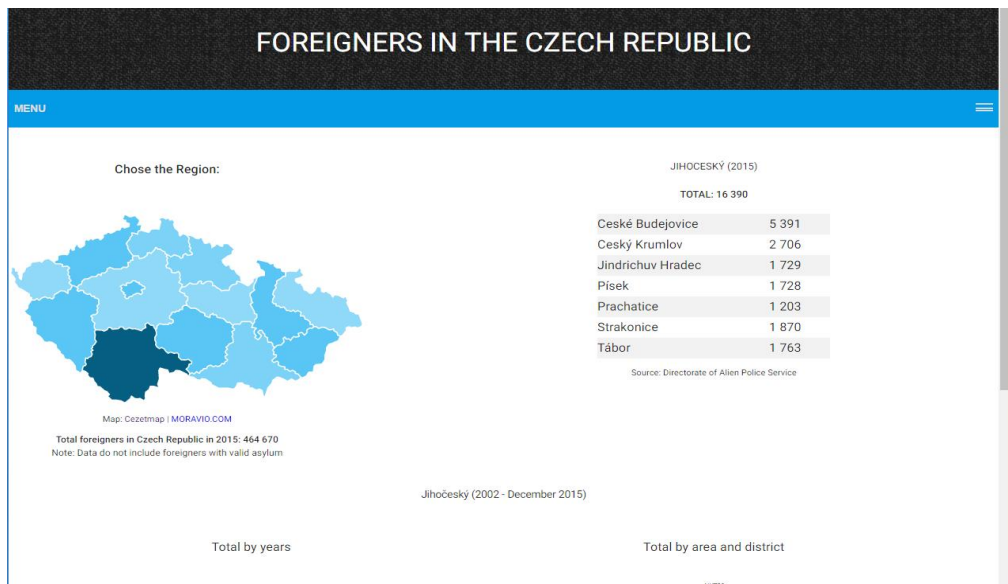 FOREIGNERS IN THE CZECH REPUBLIC
MENU
Chose the Region:
Map: Cezetmap | MORAVIO.COM
Total foreigners in Czech Republic in 2015: 464 670
Note: Data do not include foreigners with valid asylum
JIHOCESKÝ (2015)
TOTAL: 16 390
Ceské Budejovice 5 391
Ceský Krumlov 2 706
Jindrichuv Hradec 1 729
Písek 1 728
Prachatice 1 203
Strakonice 1 870
Tábor 1 763
Source: Directorate of Alien Police Service
Jihočeský (2002 - December 2015)
Total by years
Total by area and district